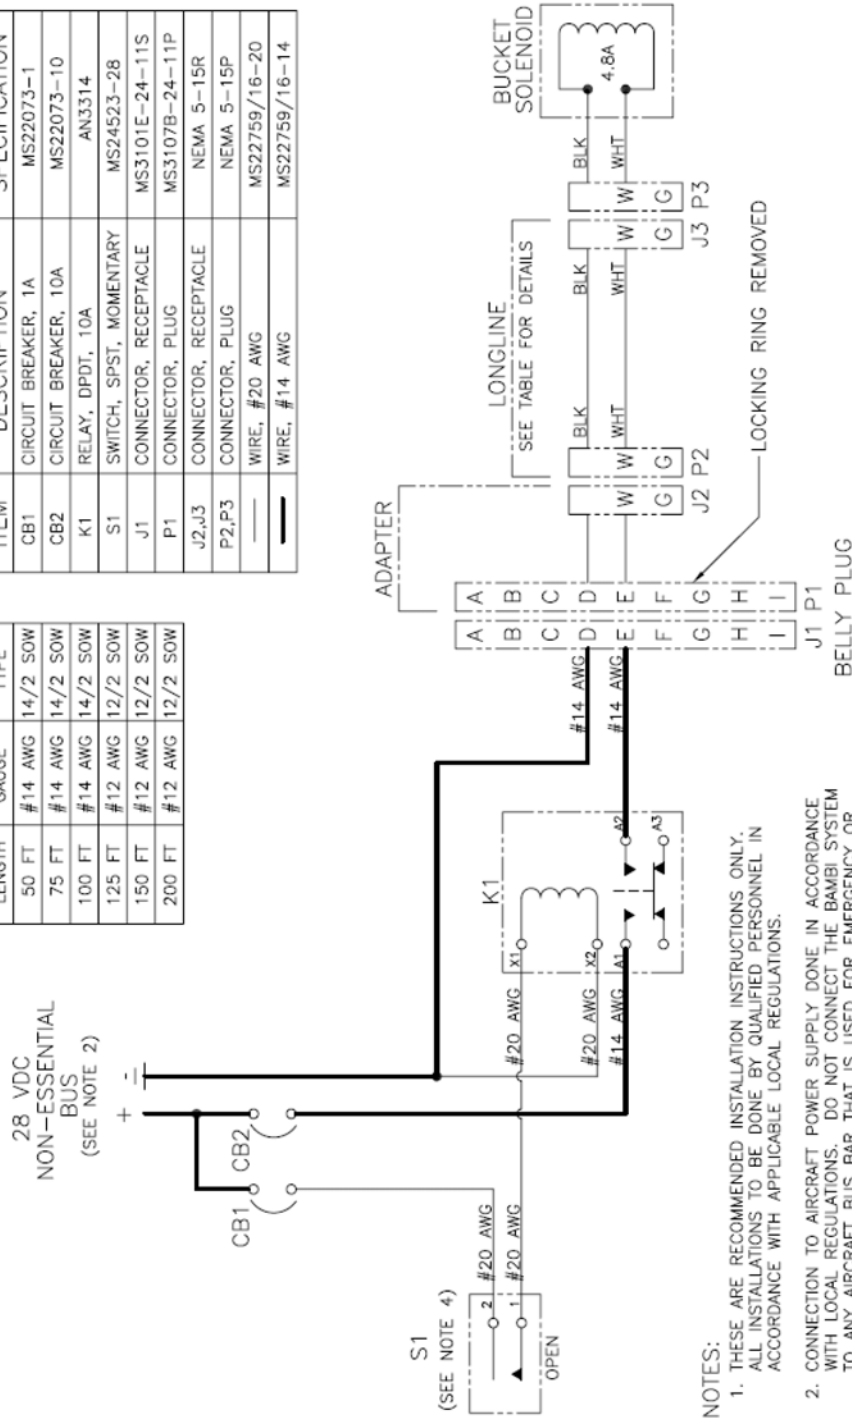 LENGTH GAUGE TYPE
50 FT #14 AWG 14/2 SOW
75 FT #14 AWG 14/2 SOW
100 FT #14 AWG 14/2 SOW
125 FT #12 AWG 12/2 SOW
150 FT #12 AWG 12/2 SOW
200 FT #12 AWG 12/2 SOW
ITEM DESCRIPTION SPECIFICATION
CB1 CIRCUIT BREAKER, 1A MS22073-1
CB2 CIRCUIT BREAKER, 10A MS22073-10
K1 RELAY, DPDT, 10A AN3314
S1 SWITCH, SPST, MOMENTARY MS24523-28
J1 CONNECTOR, RECEPTACLE MS3101E-24-11S
P1 CONNECTOR, PLUG MS3107B-24-11P
J2,J3 CONNECTOR, RECEPTACLE NEMA 5-15R
P2,P3 CONNECTOR, PLUG NEMA 5-15P
WIRE, #20 AWG MS22759/16-20
WIRE, #14 AWG MS22759/16-14
28 VDC
NON-ESSENTIAL
BUS
(SEE NOTE 2)
+ -
CB1
CB2
S1
(SEE NOTE 4)
2
1
OPEN
#20 AWG
#20 AWG
K1
#20 AWG
#20 AWG
#14 AWG
X1
X2
A1
A2
A3
#14 AWG
#14 AWG
ADAPTER
A A
B B
C C
D D
E E
F F
G G
H H
I I
J1 P1
BELLY PLUG
LOCKING RING REMOVED
W W
G G
J2 P2
LONGLINE
SEE TABLE FOR DETAILS
BLK
WHT
BLK
WHT
W W
G G
J3 P3
BLK
WHT
BUCKET
SOLENOID
4.8A
NOTES:
1. THESE ARE RECOMMENDED INSTALLATION INSTRUCTIONS ONLY.
ALL INSTALLATIONS TO BE DONE BY QUALIFIED PERSONNEL IN
ACCORDANCE WITH APPLICABLE LOCAL REGULATIONS.
2. CONNECTION TO AIRCRAFT POWER SUPPLY DONE IN ACCORDANCE
WITH LOCAL REGULATIONS. DO NOT CONNECT THE BAMBI SYSTEM
TO ANY AIRCRAFT BUS BAR THAT IS USED FOR EMERGENCY OR